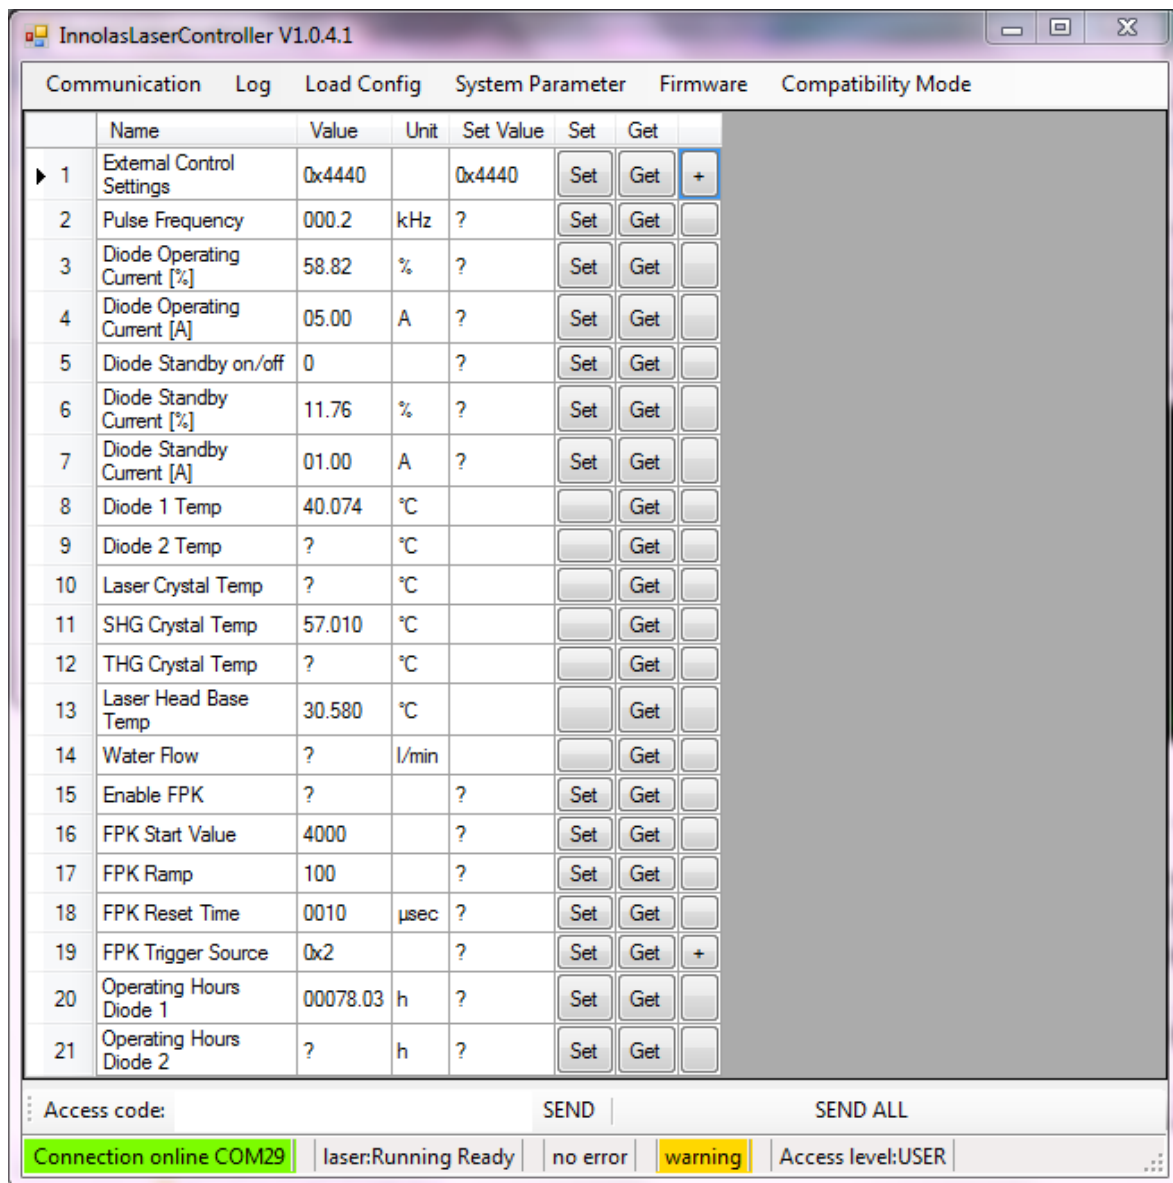 InnolasLaserController V1.0.4.1
Communication Log Load Config System Parameter Firmware Compatibility Mode
Name Value Unit Set Value Set Get
1 External Control Settings 0x4440 0x4440 Set Get +
2 Pulse Frequency 000.2 kHz ? Set Get
3 Diode Operating Current [%] 58.82 % ? Set Get
4 Diode Operating Current [A] 05.00 A ? Set Get
5 Diode Standby on/off 0 ? Set Get
6 Diode Standby Current [%] 11.76 % ? Set Get
7 Diode Standby Current [A] 01.00 A ? Set Get
8 Diode 1 Temp 40.074 °C Get
9 Diode 2 Temp ? °C Get
10 Laser Crystal Temp ? °C Get
11 SHG Crystal Temp 57.010 °C Get
12 THG Crystal Temp ? °C Get
13 Laser Head Base Temp 30.580 °C Get
14 Water Flow ? l/min Get
15 Enable FPK ? ? Set Get
16 FPK Start Value 4000 ? Set Get
17 FPK Ramp 100 ? Set Get
18 FPK Reset Time 0010 µsec ? Set Get
19 FPK Trigger Source 0x2 ? Set Get +
20 Operating Hours Diode 1 00078.03 h ? Set Get
21 Operating Hours Diode 2 ? h ? Set Get
Access code: SEND SEND ALL
Connection online COM29 laser:Running Ready no error warning Access level:USER